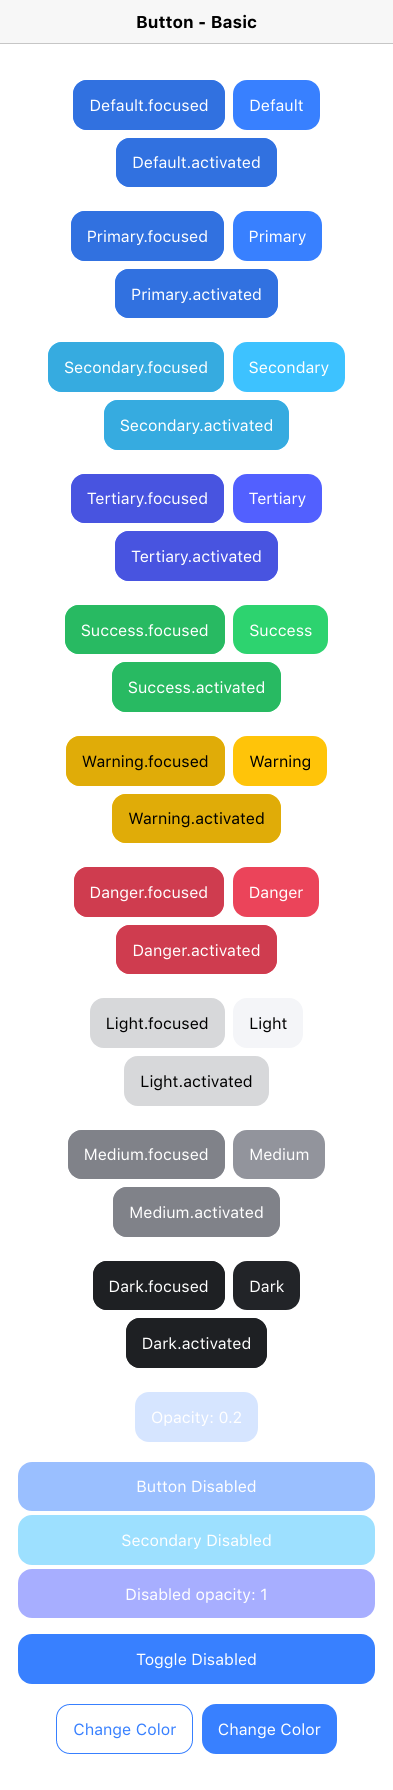 Button - Basic
Default.focused Default
Default.activated
Primary.focused Primary
Primary.activated
Secondary.focused Secondary
Secondary.activated
Tertiary.focused Tertiary
Tertiary.activated
Success.focused Success
Success.activated
Warning.focused Warning
Warning.activated
Danger.focused Danger
Danger.activated
Light.focused Light
Light.activated
Medium.focused Medium
Medium.activated
Dark.focused Dark
Dark.activated
Opacity: 0.2
Button Disabled
Secondary Disabled
Disabled opacity: 1
Toggle Disabled
Change Color Change Color